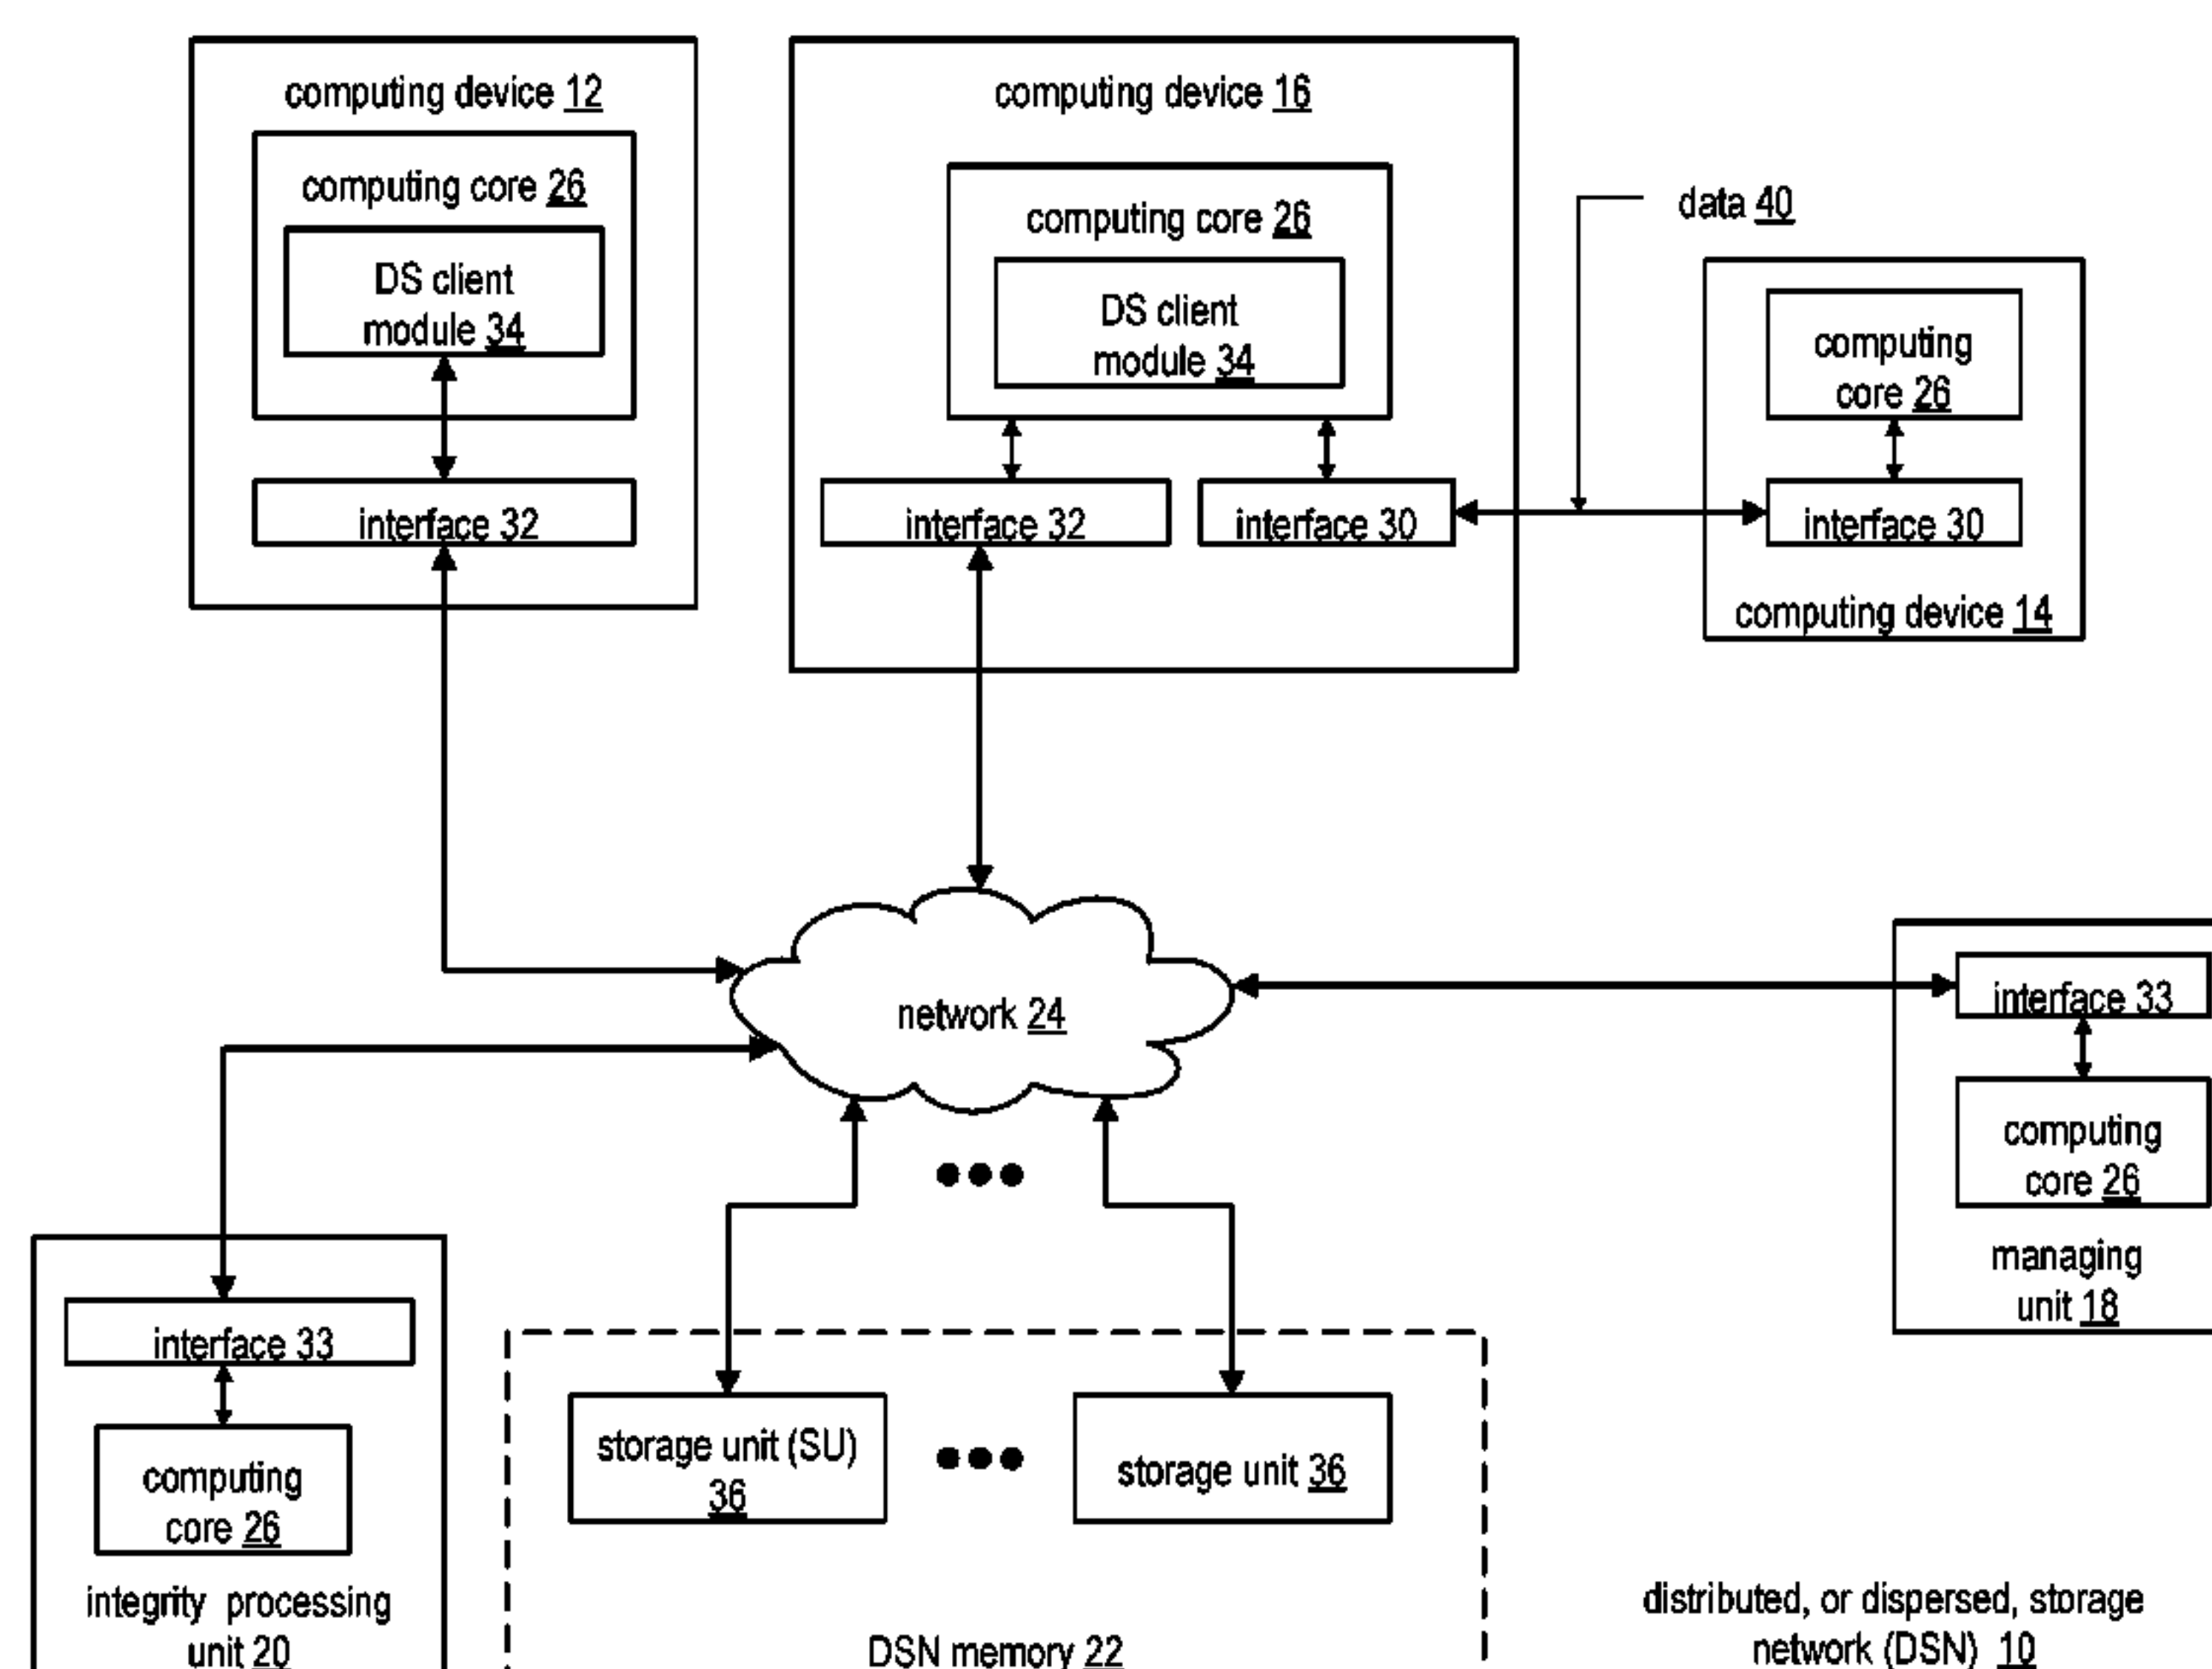 computing device 12
computing core 26
DS client
module 34
interface 32
computing device 16
computing core 26
DS client
module 34
interface 32
interface 30
data 40
computing
core 26
interface 30
computing device 14
network 24
interface 33
computing
core 26
managing
unit 18
interface 33
computing
core 26
integrity processing
unit 20
storage unit (SU)
36
storage unit 36
DSN memory 22
distributed, or dispersed, storage
network (DSN) 10